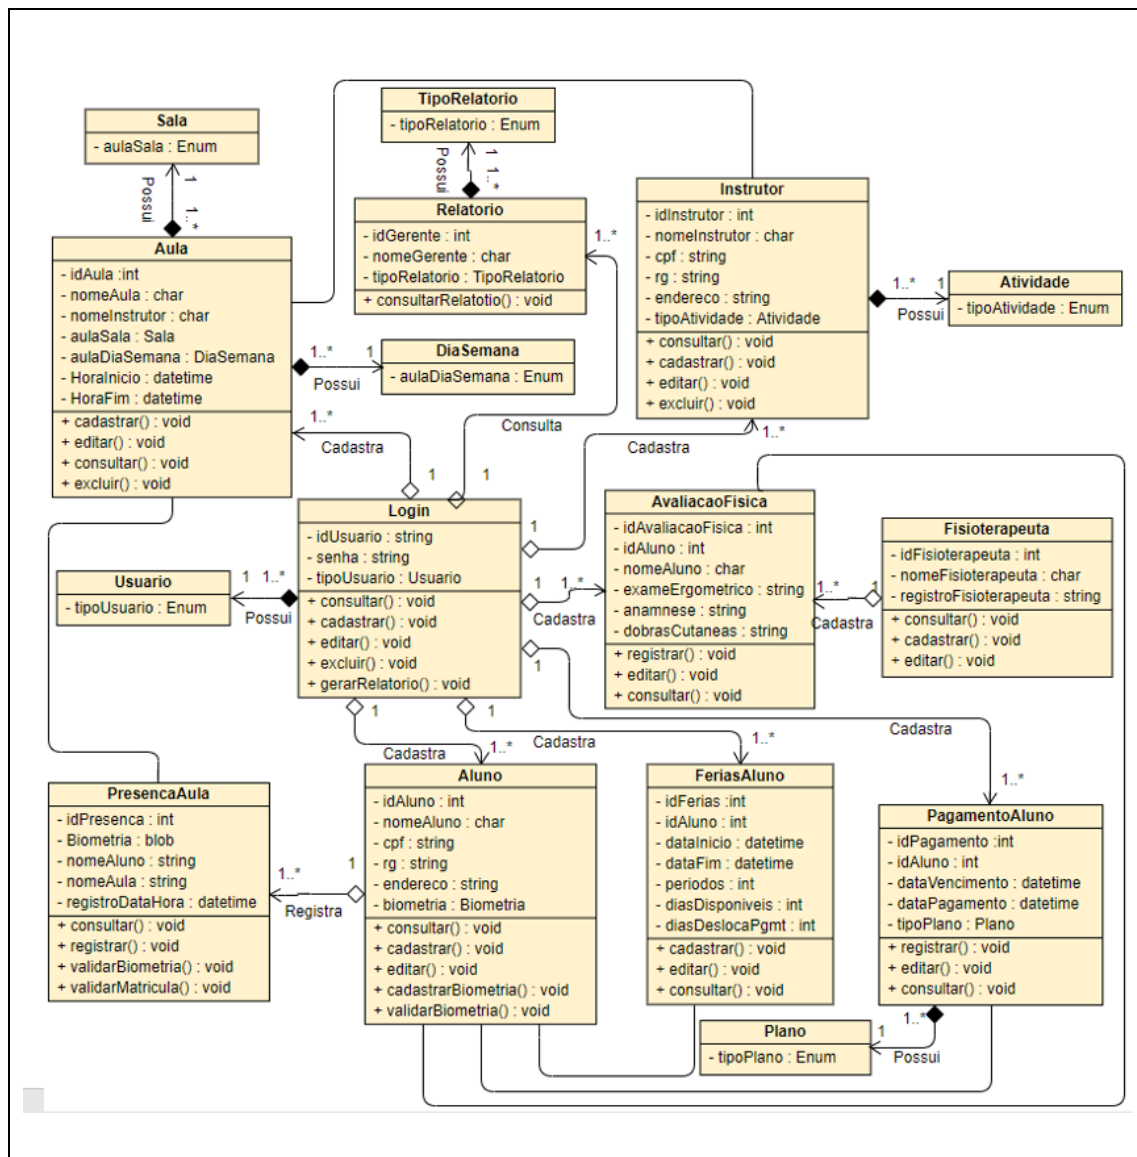 TipoRelatorio
- tipoRelatorio : Enum
Sala
- aulaSala : Enum
Possui
1
1..*
Possui
1
1..*
Aula
- idAula :int
- nomeAula : char
- nomeInstrutor : char
- aulaSala : Sala
- aulaDiaSemana : DiaSemana
- HoraInicio : datetime
- HoraFim : datetime
+ cadastrar() : void
+ editar() : void
+ consultar() : void
+ excluir() : void
Relatorio
- idGerente : int
- nomeGerente : char
- tipoRelatorio : TipoRelatorio
+ consultarRelatotio() : void
1..*
Instrutor
- idInstrutor : int
- nomeInstrutor : char
- cpf : string
- rg : string
- endereco : string
- tipoAtividade : Atividade
+ consultar() : void
+ cadastrar() : void
+ editar() : void
+ excluir() : void
1..*
1
Possui
Atividade
- tipoAtividade : Enum
1..*
1
Possui
DiaSemana
- aulaDiaSemana : Enum
1..*
Cadastra
1
Consulta
1
Cadastra
1..*
1
Login
- idUsuario : string
- senha : string
- tipoUsuario : Usuario
+ consultar() : void
+ cadastrar() : void
+ editar() : void
+ excluir() : void
+ gerarRelatorio() : void
Usuario
- tipoUsuario : Enum
1
1..*
Possui
1
1..*
Cadastra
AvaliacaoFisica
- idAvaliacaoFisica : int
- idAluno : int
- nomeAluno : char
- exameErgometrico : string
- anamnese : string
- dobrasCutaneas : string
+ registrar() : void
+ editar() : void
+ consultar() : void
1..*
1
Cadastra
Fisioterapeuta
- idFisioterapeuta : int
- nomeFisioterapeuta : char
- registroFisioterapeuta : string
+ consultar() : void
+ cadastrar() : void
+ editar() : void
1
1
1
Cadastra
1..*
Cadastra
1..*
Cadastra
1..*
PresencaAula
- idPresenca : int
- Biometria : blob
- nomeAluno : string
- nomeAula : string
- registroDataHora : datetime
+ consultar() : void
+ registrar() : void
+ validarBiometria() : void
+ validarMatricula() : void
1..*
1
Registra
Aluno
- idAluno : int
- nomeAluno : char
- cpf : string
- rg : string
- endereco : string
- biometria : Biometria
+ consultar() : void
+ cadastrar() : void
+ editar() : void
+ cadastrarBiometria() : void
+ validarBiometria() : void
FeriasAluno
- idFerias :int
- idAluno : int
- dataInicio : datetime
- dataFim : datetime
- periodos : int
- diasDisponiveis : int
- diasDeslocaPgmt : int
+ cadastrar() : void
+ editar() : void
+ consultar() : void
PagamentoAluno
- idPagamento :int
- idAluno : int
- dataVencimento : datetime
- dataPagamento : datetime
- tipoPlano : Plano
+ registrar() : void
+ editar() : void
+ consultar() : void
Plano
- tipoPlano : Enum
1
1..*
Possui